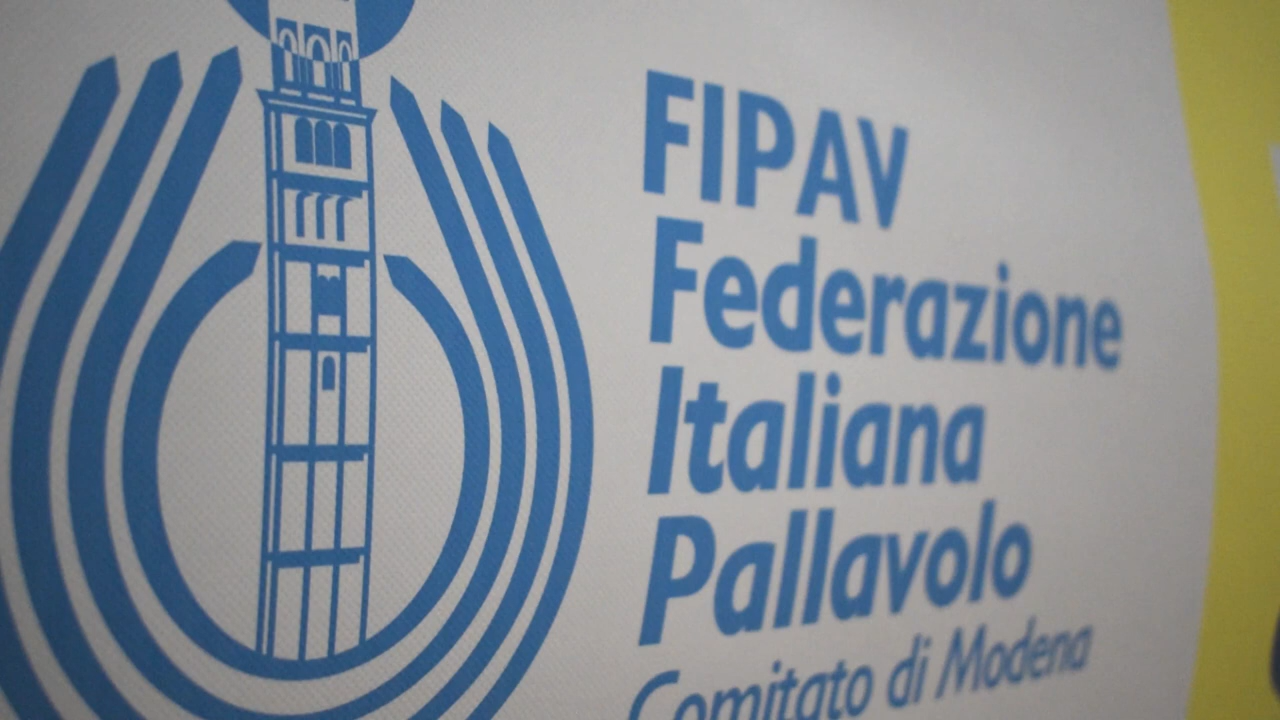 FIPAV
Federazione
Italiana
Pallavolo
Comitato di Modena